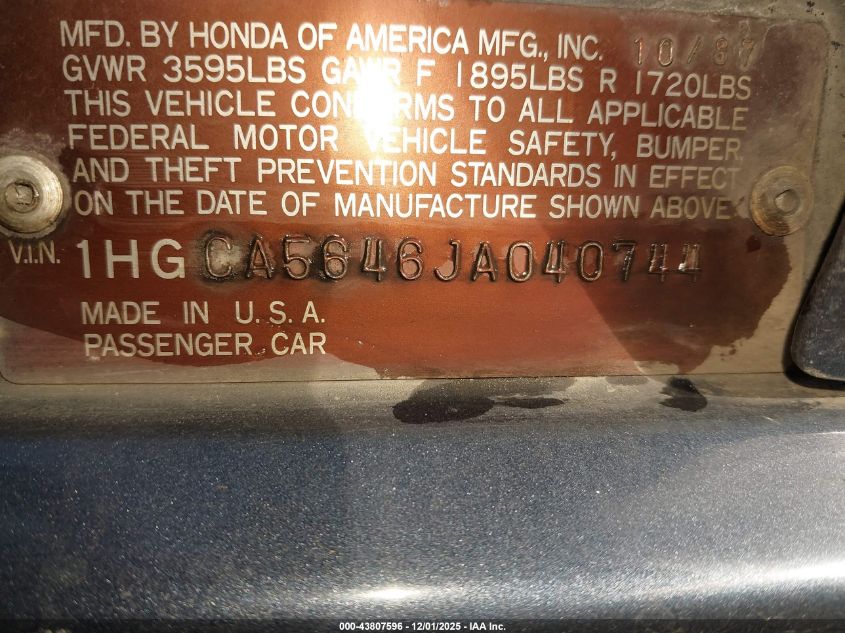 MFD. BY HONDA OF AMERICA MFG., INC. 10/87
GVWR 3595LBS GAWR F 1895LBS R 1720LBS
THIS VEHICLE CONFORMS TO ALL APPLICABLE
FEDERAL MOTOR VEHICLE SAFETY, BUMPER,
AND THEFT PREVENTION STANDARDS IN EFFECT
ON THE DATE OF MANUFACTURE SHOWN ABOVE.
V.I.N. 1HGCA5646JA040744
MADE IN U.S.A.
PASSENGER CAR
000-43807596 - 12/01/2025 - IAA Inc.